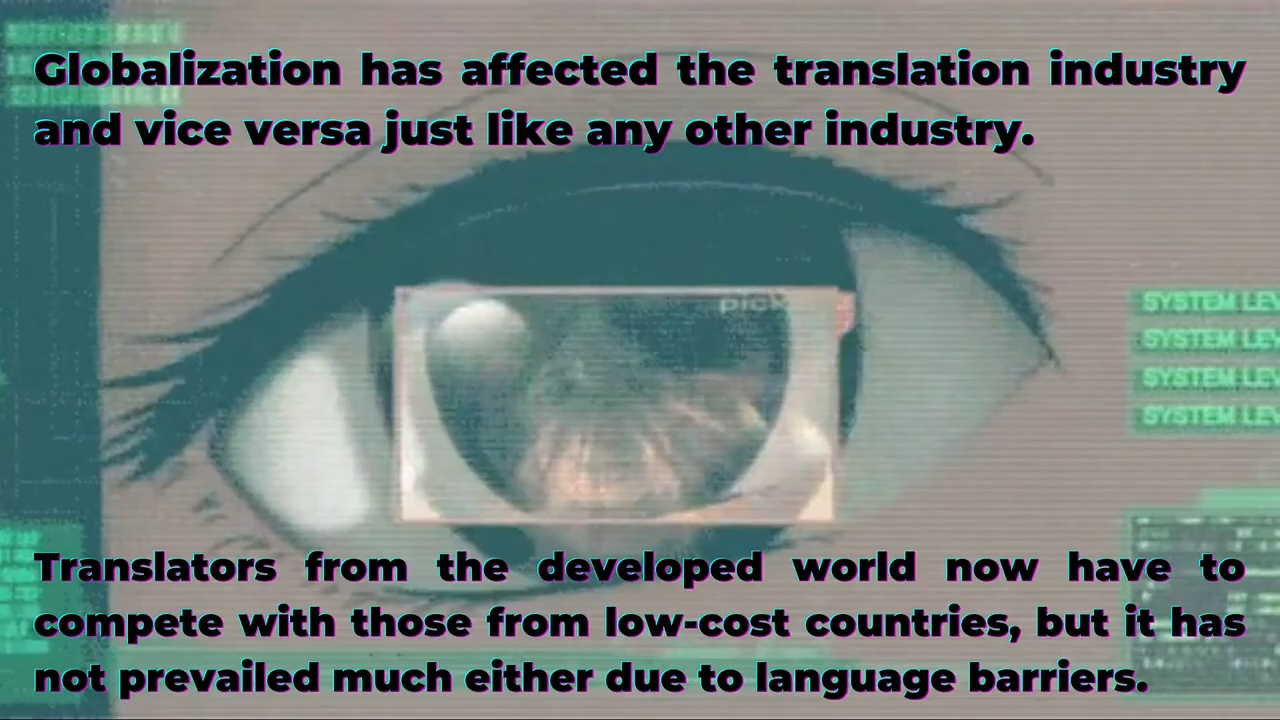 Globalization has affected the translation industry
and vice versa just like any other industry.
pick
SYSTEM LEV
SYSTEM LEV
SYSTEM LEV
SYSTEM LEV
Translators from the developed world now have to
compete with those from low-cost countries, but it has
not prevailed much either due to language barriers.